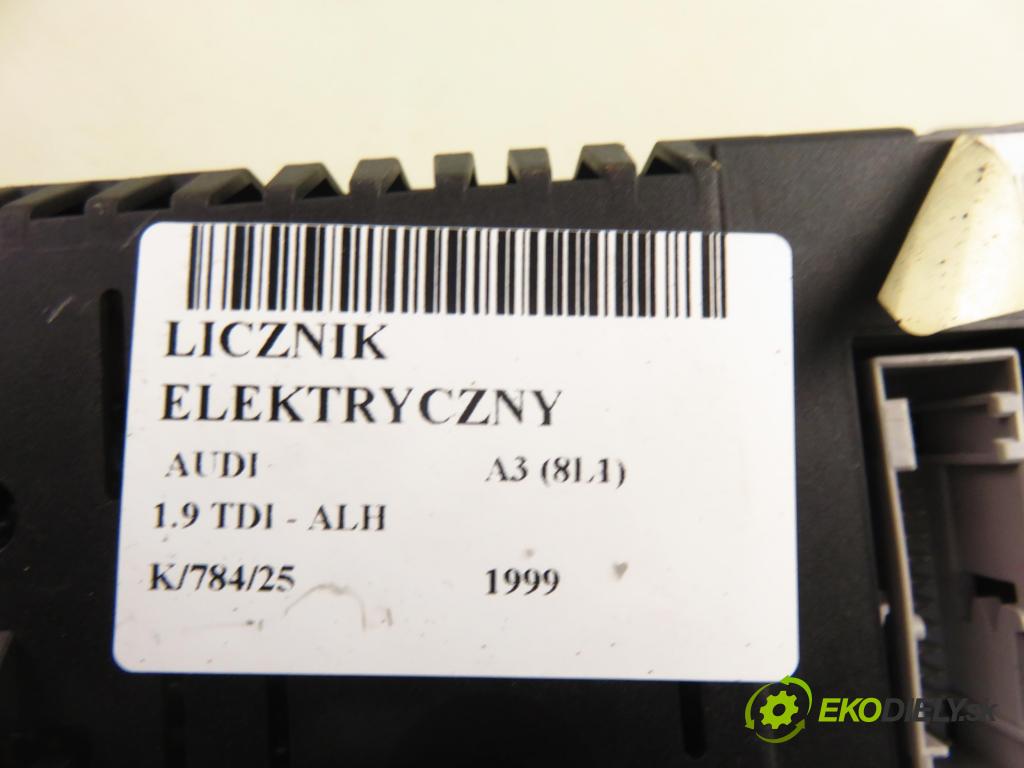 LICZNIK
ELEKTRYCZNY
AUDI A3 (8L1)
1.9 TDI - ALH
K/784/25 1999
EKODIELY.sk